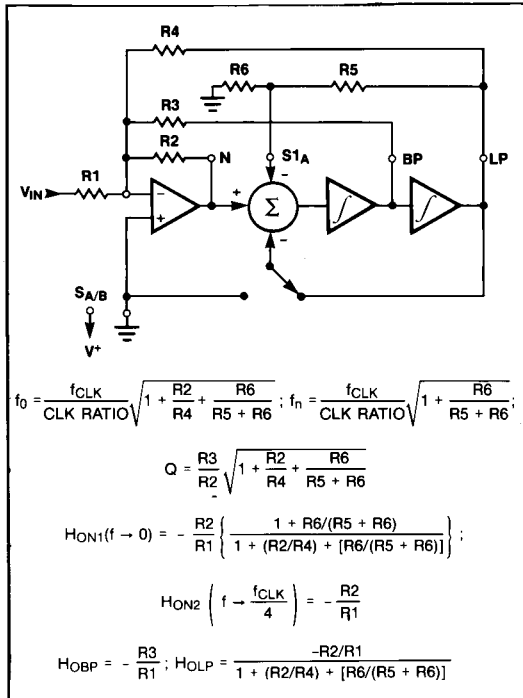 R4
R6
R5
R3
R2
N
S1A
BP
LP
R1
VIN
−
+
+
Σ
−
∫
∫
−
SA/B
V+
f0 = fCLK/CLK RATIO √(1 + R2/R4 + R6/(R5 + R6)) ; fn = fCLK/CLK RATIO √(1 + R6/(R5 + R6)) ;
Q = R3/R2 √(1 + R2/R4 + R6/(R5 + R6))
HON1(f → 0) = − R2/R1 { 1 + R6/(R5 + R6) / 1 + (R2/R4) + [R6/(R5 + R6)] } ;
HON2 ( f → fCLK/4 ) = − R2/R1
HOBP = − R3/R1 ; HOLP = −R2/R1 / 1 + (R2/R4) + [R6/(R5 + R6)]